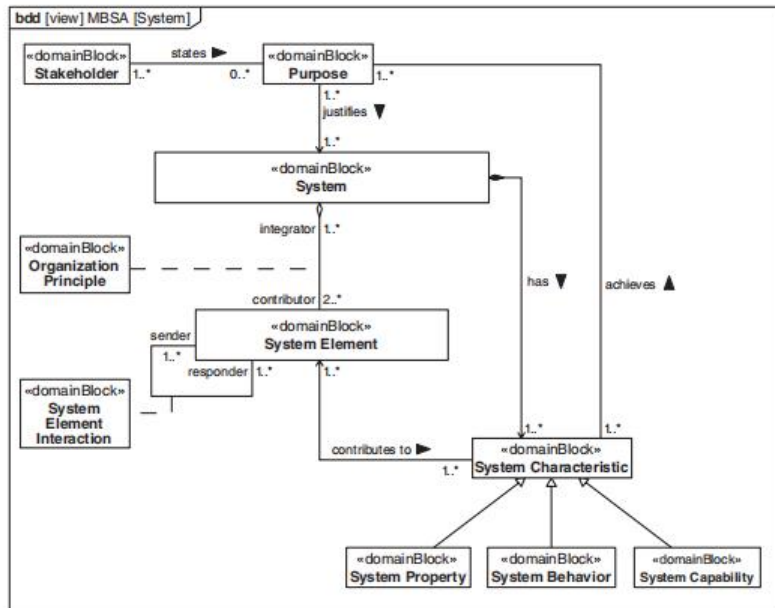 bdd [view] MBSA [System]
«domainBlock»
Stakeholder
states ►
1..*
0..*
«domainBlock»
Purpose
1..*
1..*
justifies ▼
1..*
«domainBlock»
System
integrator
1..*
«domainBlock»
Organization
Principle
has ▼
achieves ▲
contributor
2..*
«domainBlock»
System Element
sender
1..*
responder
1..*
1..*
«domainBlock»
System
Element
Interaction
contributes to ►
1..*
1..*
1..*
«domainBlock»
System Characteristic
«domainBlock»
System Property
«domainBlock»
System Behavior
«domainBlock»
System Capability